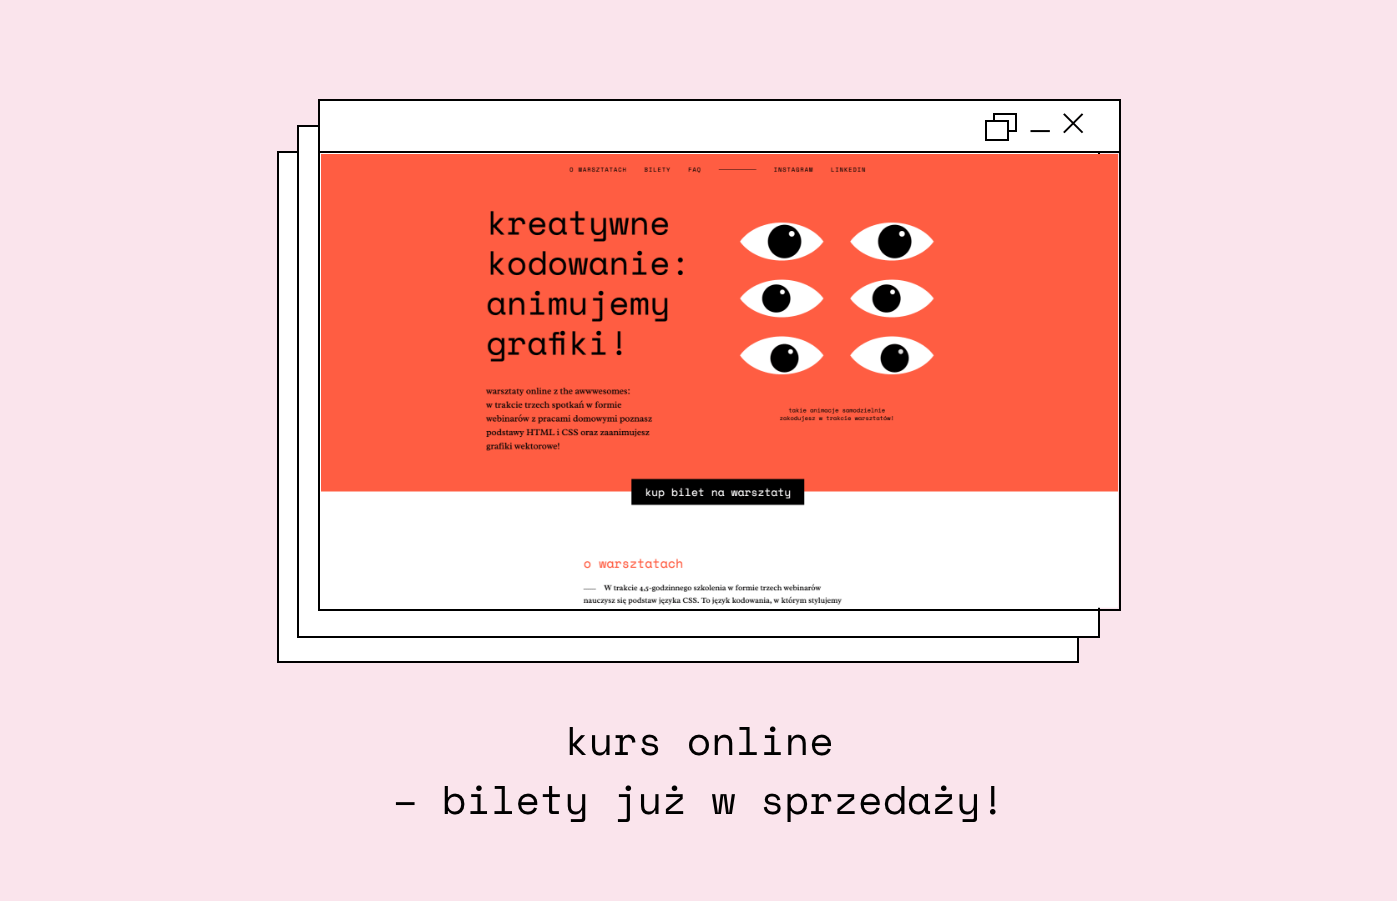 O WARSZTATACH BILETY FAQ INSTAGRAM LINKEDIN
kreatywne
kodowanie:
animujemy
grafiki!
warsztaty online z the awwwesomes:
w trakcie trzech spotkań w formie
webinarów z pracami domowymi poznasz
podstawy HTML i CSS oraz zaanimujesz
grafiki wektorowe!
takie animacje samodzielnie
zakodujesz w trakcie warsztatów!
kup bilet na warsztaty
o warsztatach
W trakcie 4,5-godzinnego szkolenia w formie trzech webinarów
nauczysz się podstaw języka CSS. To język kodowania, w którym stylujemy
kurs online
– bilety już w sprzedaży!